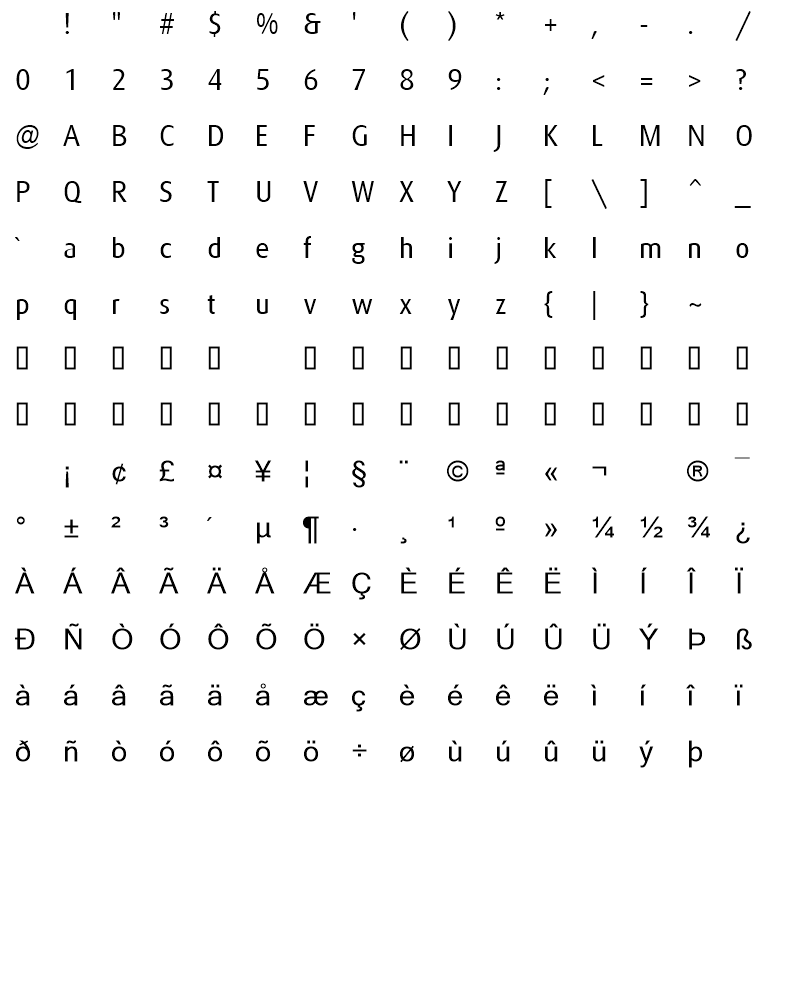 ! " # $ % & ' ( ) * + , - . /
0 1 2 3 4 5 6 7 8 9 : ; < = > ?
@ A B C D E F G H I J K L M N O
P Q R S T U V W X Y Z [ \ ] ^ _
` a b c d e f g h i j k l m n o
p q r s t u v w x y z { | } ~
▯ ▯ ▯ ▯ ▯ ▯ ▯ ▯ ▯ ▯ ▯ ▯ ▯ ▯ ▯
▯ ▯ ▯ ▯ ▯ ▯ ▯ ▯ ▯ ▯ ▯ ▯ ▯ ▯ ▯ ▯
¡ ¢ £ ¤ ¥ ¦ § ¨ © ª « ¬ ® ¯
° ± ² ³ ´ µ ¶ · ¸ ¹ º » ¼ ½ ¾ ¿
À Á Â Ã Ä Å Æ Ç È É Ê Ë Ì Í Î Ï
Ð Ñ Ò Ó Ô Õ Ö × Ø Ù Ú Û Ü Ý Þ ß
à á â ã ä å æ ç è é ê ë ì í î ï
ð ñ ò ó ô õ ö ÷ ø ù ú û ü ý þ